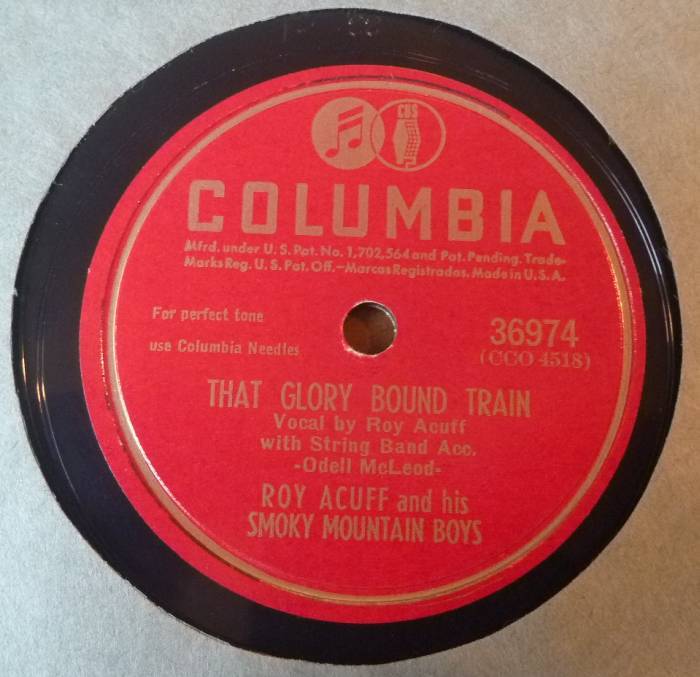 CBS
COLUMBIA
Mfrd. under U. S. Pat. No. 1,702,564 and Pat. Pending. Trade-
Marks Reg. U. S. Pat. Off.—Marcas Registradas. Made in U. S. A.
For perfect tone
use Columbia Needles
36974
(CCO 4518)
THAT GLORY BOUND TRAIN
Vocal by Roy Acuff
with String Band Acc.
-Odell McLeod-
ROY ACUFF and his
SMOKY MOUNTAIN BOYS